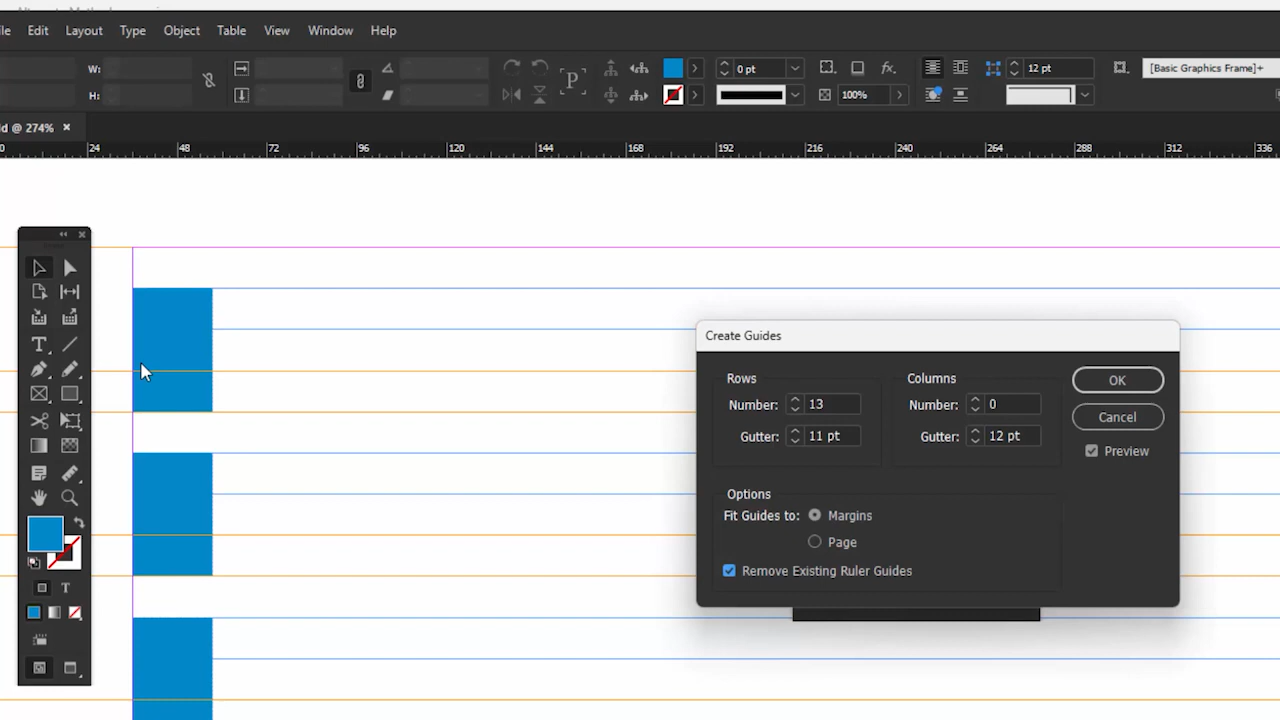 le Edit Layout Type Object Table View Window Help
W: 0 pt 12 pt [Basic Graphics Frame]+
H: P fx. 100%
d @ 274% ×
0 24 48 72 96 120 144 168 192 216 240 264 288 312 336
Create Guides
Rows Columns
Number: 13 Number: 0
Gutter: 11 pt Gutter: 12 pt
OK
Cancel
Preview
Options
Fit Guides to: Margins
Page
Remove Existing Ruler Guides
T
T